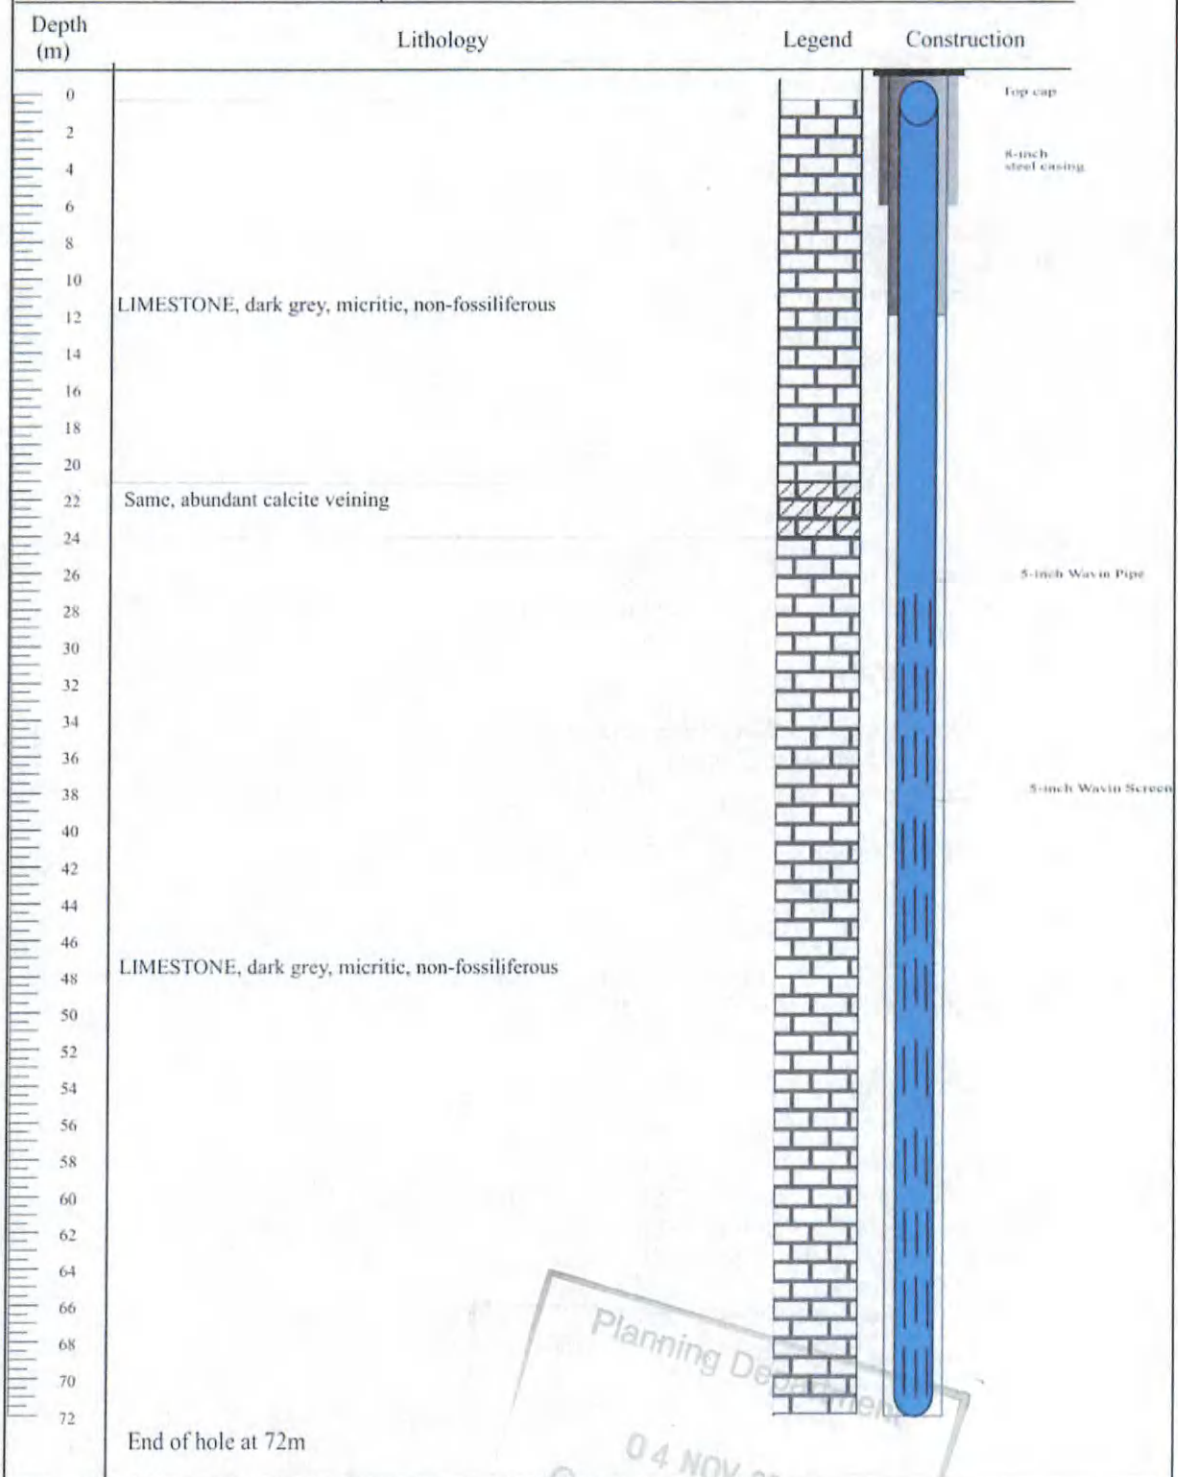 Depth
(m)
Lithology
Legend
Construction
0
Top cap
2
8-inch
steel casing
4
6
8
10
LIMESTONE, dark grey, micritic, non-fossiliferous
12
14
16
18
20
22
Same, abundant calcite veining
24
26
5-inch Wavin Pipe
28
30
32
34
36
38
5-inch Wavin Screen
40
42
44
46
LIMESTONE, dark grey, micritic, non-fossiliferous
48
50
52
54
56
58
60
62
64
66
68
70
72
Planning Department
End of hole at 72m
04 NOV